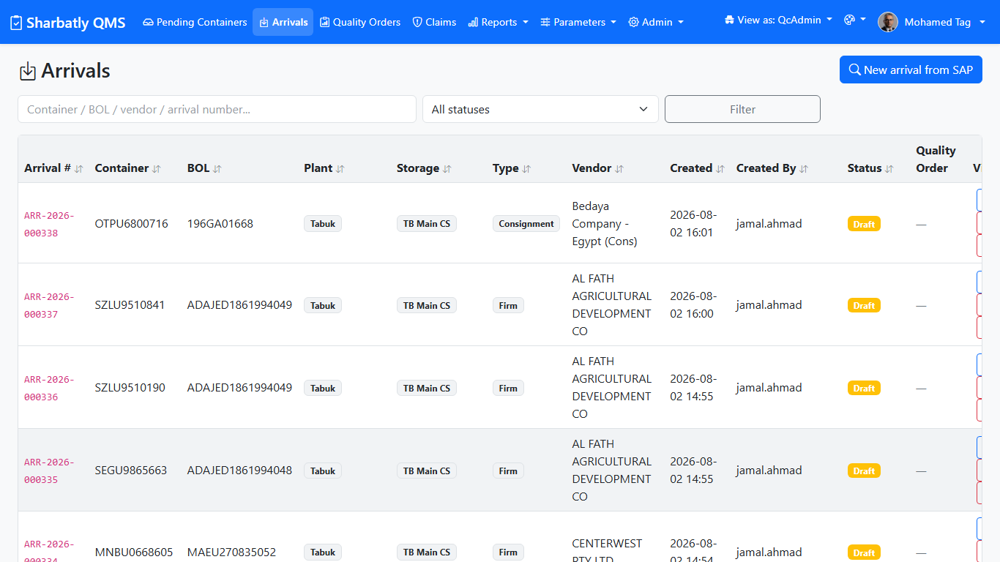 Sharbatly QMS
Pending Containers
Arrivals
Quality Orders
Claims
Reports
Parameters
Admin
View as: QcAdmin
Mohamed Tag
Arrivals
New arrival from SAP
Container / BOL / vendor / arrival number...
All statuses
Filter
Arrival # Container BOL Plant Storage Type Vendor Created Created By Status Quality Order
ARR-2026-
000338
OTPU6800716
196GA01668
Tabuk
TB Main CS
Consignment
Bedaya
Company -
Egypt (Cons)
2026-08-
02 16:01
jamal.ahmad
Draft
—
ARR-2026-
000337
SZLU9510841
ADAJED1861994049
Tabuk
TB Main CS
Firm
AL FATH
AGRICULTURAL
DEVELOPMENT
CO
2026-08-
02 16:00
jamal.ahmad
Draft
—
ARR-2026-
000336
SZLU9510190
ADAJED1861994049
Tabuk
TB Main CS
Firm
AL FATH
AGRICULTURAL
DEVELOPMENT
CO
2026-08-
02 14:55
jamal.ahmad
Draft
—
ARR-2026-
000335
SEGU9865663
ADAJED1861994048
Tabuk
TB Main CS
Firm
AL FATH
AGRICULTURAL
DEVELOPMENT
CO
2026-08-
02 14:55
jamal.ahmad
Draft
—
ARR-2026-
000334
MNBU0668605
MAEU270835052
Tabuk
TB Main CS
Firm
CENTERWEST
PTY LTD
2026-08-
02 14:54
jamal.ahmad
Draft
—